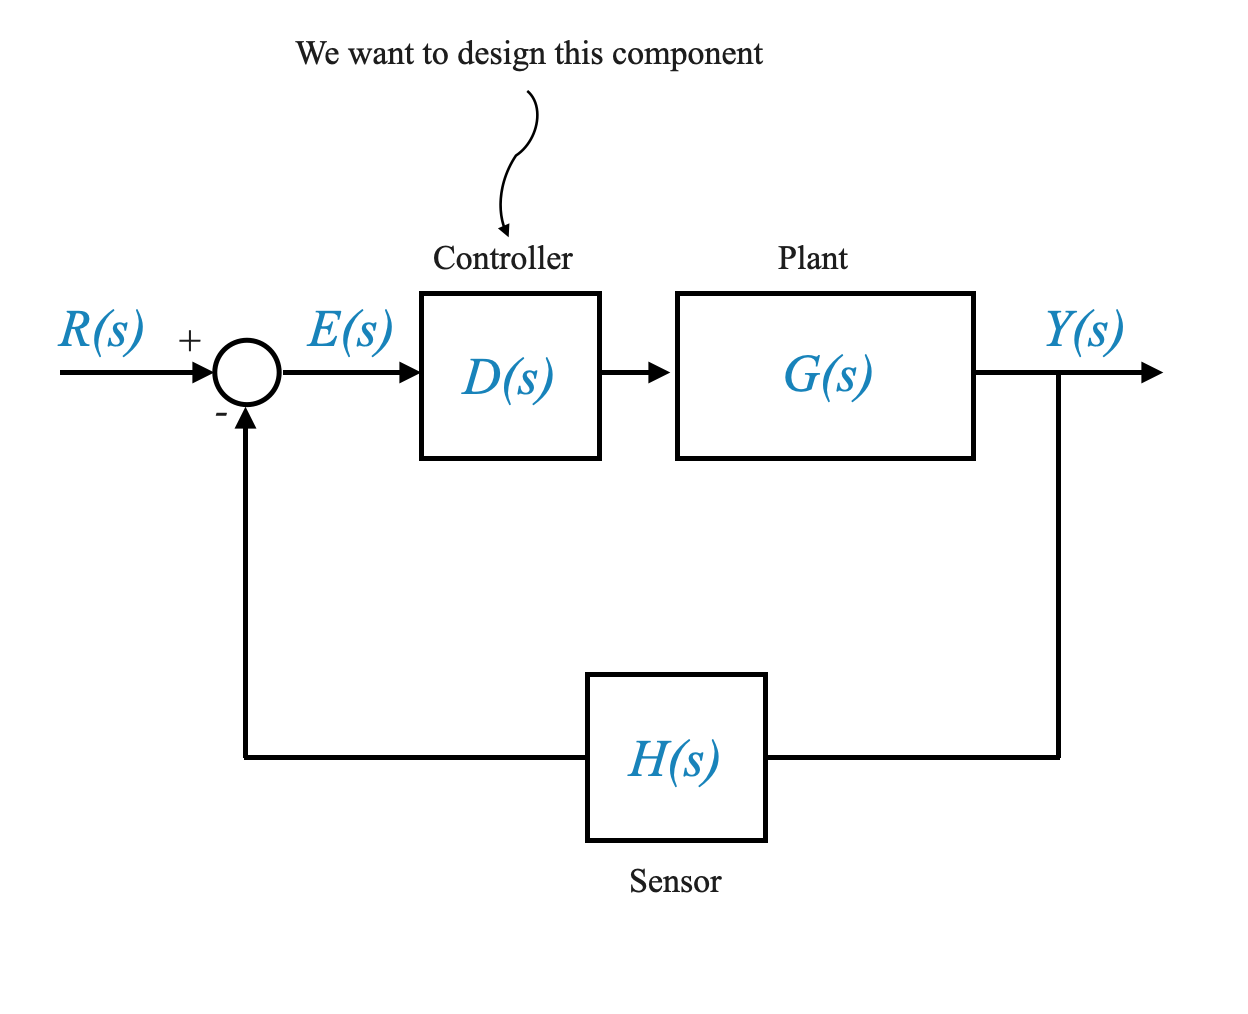 We want to design this component
Controller
Plant
R(s)
+
E(s)
D(s)
G(s)
Y(s)
-
H(s)
Sensor